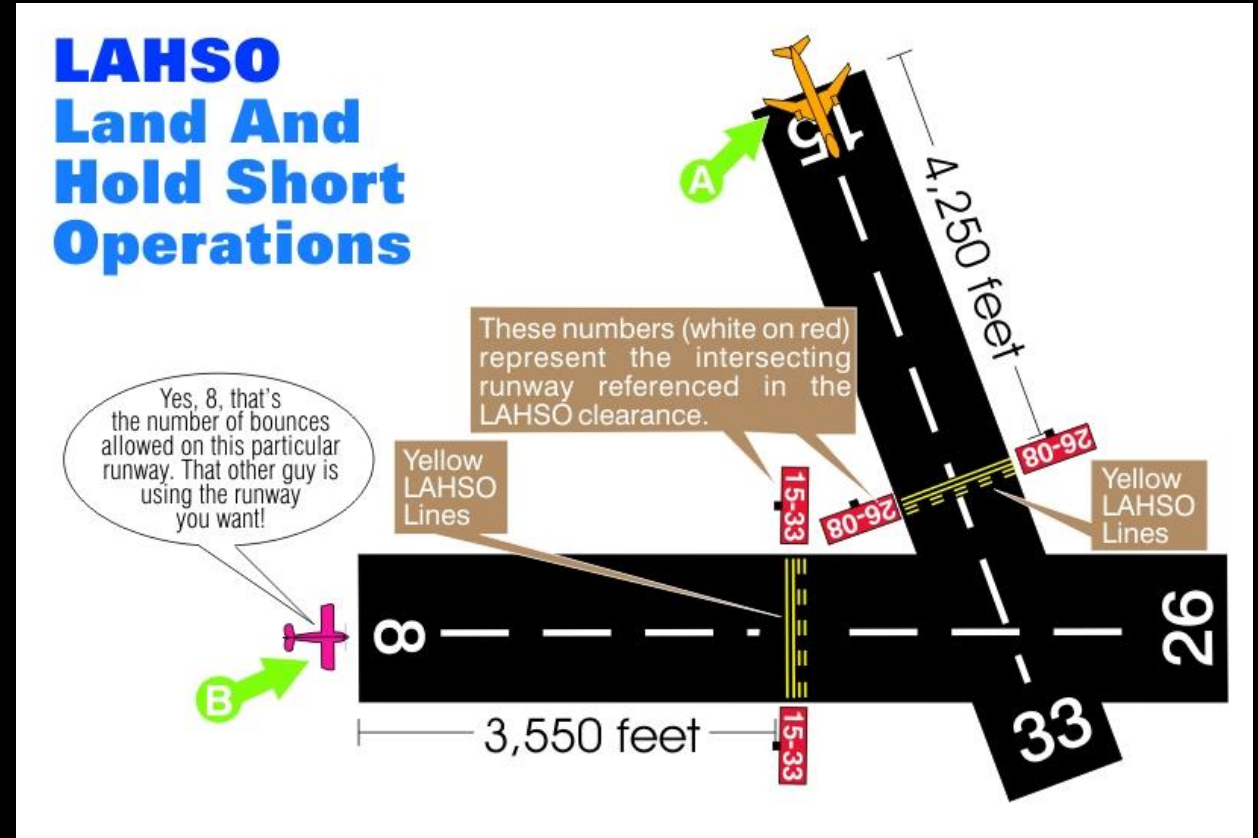 LAHSO
Land And
Hold Short
Operations
A
15
4,250 feet
These numbers (white on red)
represent the intersecting
runway referenced in the
LAHSO clearance.
Yes, 8, that's
the number of bounces
allowed on this particular
runway. That other guy is
using the runway
you want!
Yellow
LAHSO
Lines
15-33
26-08
26-08
Yellow
LAHSO
Lines
B
8
26
33
3,550 feet
15-33